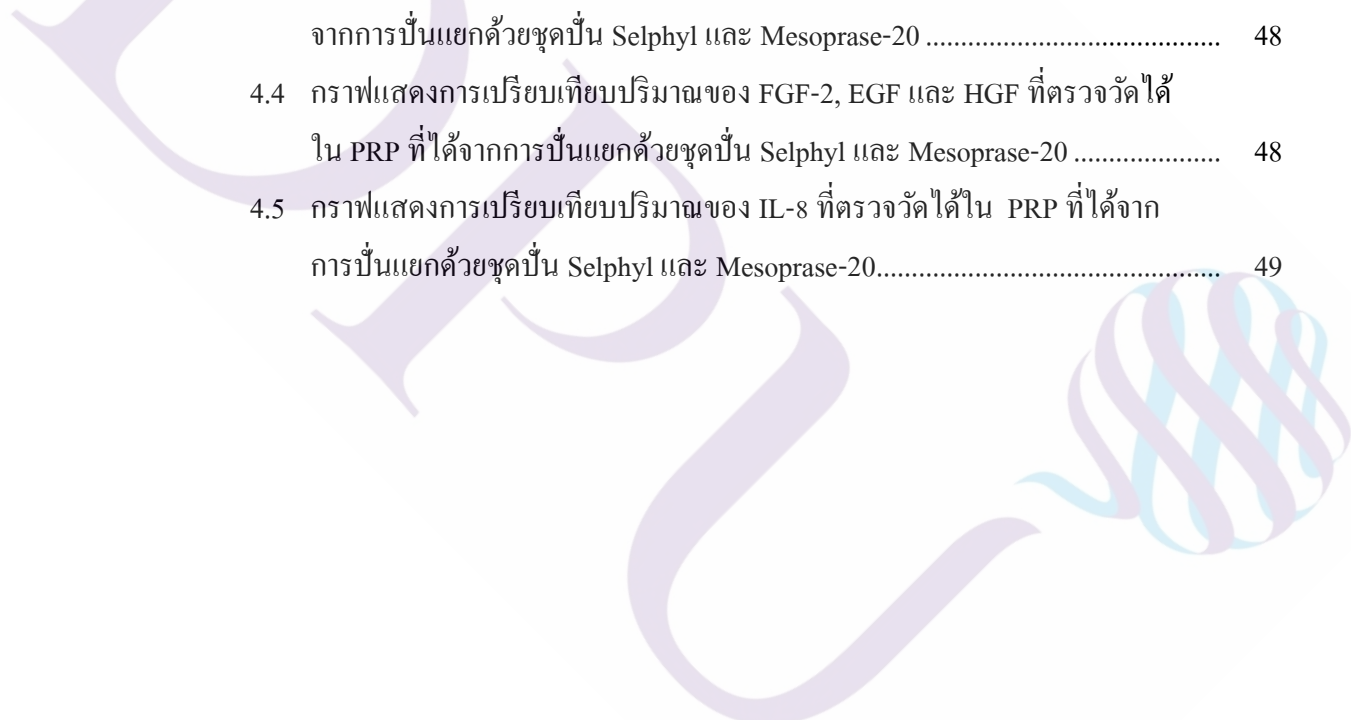 จากการปั่นแยกด้วยชุดปั่น Selphyl และ Mesoprase-20 .......................................... 48
4.4 กราฟแสดงการเปรียบเทียบปริมาณของ FGF-2, EGF และ HGF ที่ตรวจวัดได้
ใน PRP ที่ได้จากการปั่นแยกด้วยชุดปั่น Selphyl และ Mesoprase-20 ..................... 48
4.5 กราฟแสดงการเปรียบเทียบปริมาณของ IL-8 ที่ตรวจวัดได้ใน PRP ที่ได้จาก
การปั่นแยกด้วยชุดปั่น Selphyl และ Mesoprase-20................................................. 49
DPU